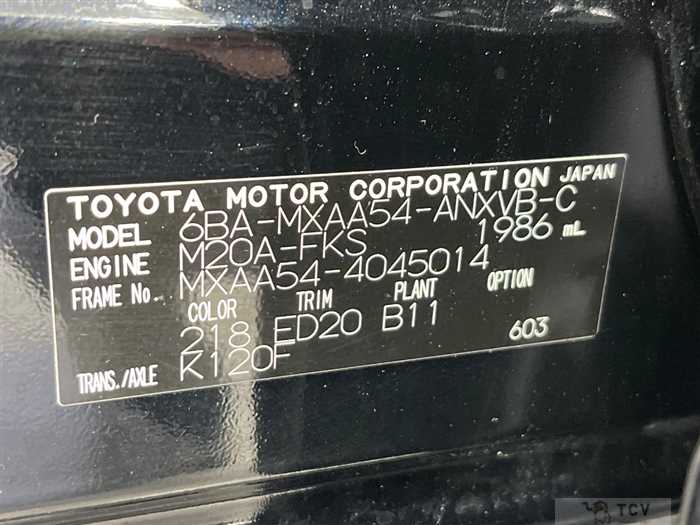 TOYOTA MOTOR CORPORATION JAPAN
MODEL 6BA-MXAA54-ANXVB-C
ENGINE M20A-FKS 1986 mL
FRAME No. MXAA54-4045014
COLOR TRIM PLANT OPTION
218 ED20 B11 603
TRANS./AXLE K120F
TCV